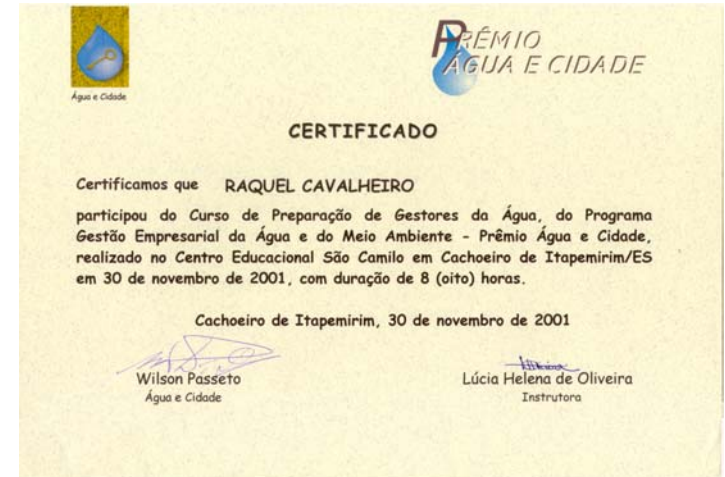 Água e Cidade
PRÊMIO
ÁGUA E CIDADE
CERTIFICADO
Certificamos que RAQUEL CAVALHEIRO
participou do Curso de Preparação de Gestores da Água, do Programa
Gestão Empresarial da Água e do Meio Ambiente - Prêmio Água e Cidade,
realizado no Centro Educacional São Camilo em Cachoeiro de Itapemirim/ES
em 30 de novembro de 2001, com duração de 8 (oito) horas.
Cachoeiro de Itapemirim, 30 de novembro de 2001
Wilson Passeto
Água e Cidade
Lúcia Helena de Oliveira
Instrutora